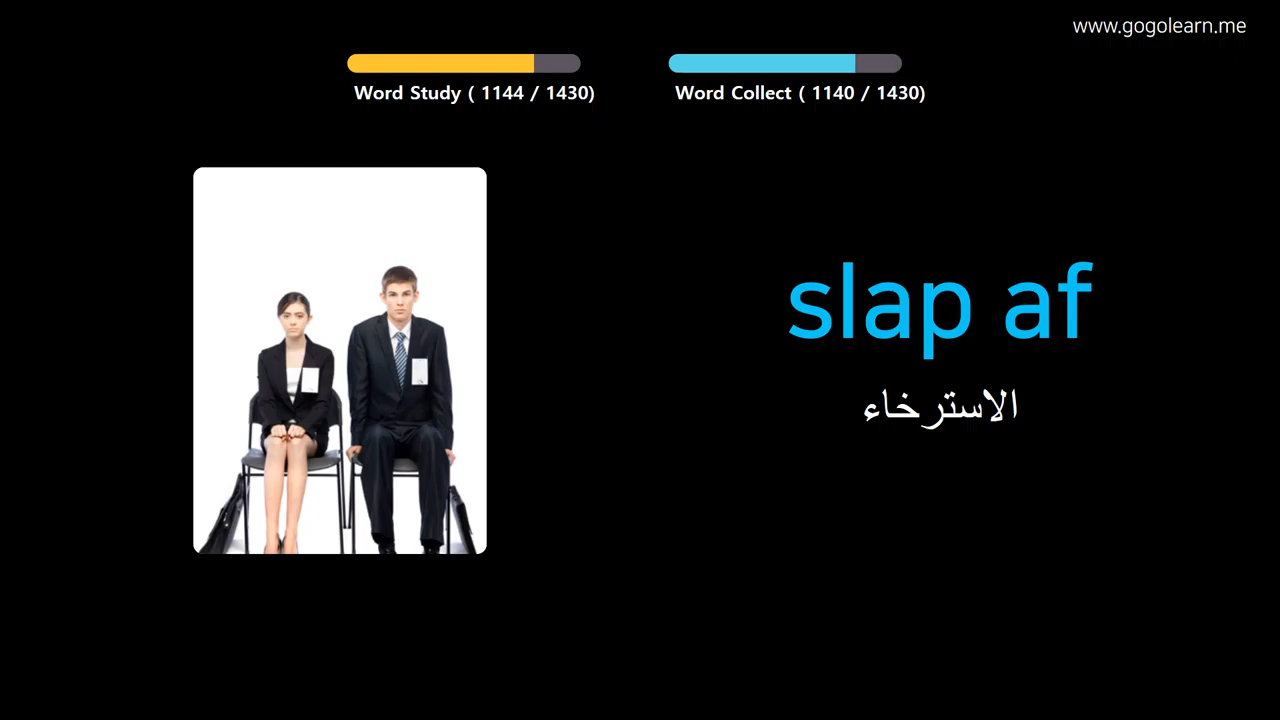 www.gogolearn.me
Word Study ( 1144 / 1430)
Word Collect ( 1140 / 1430)
slap af
الاسترخاء